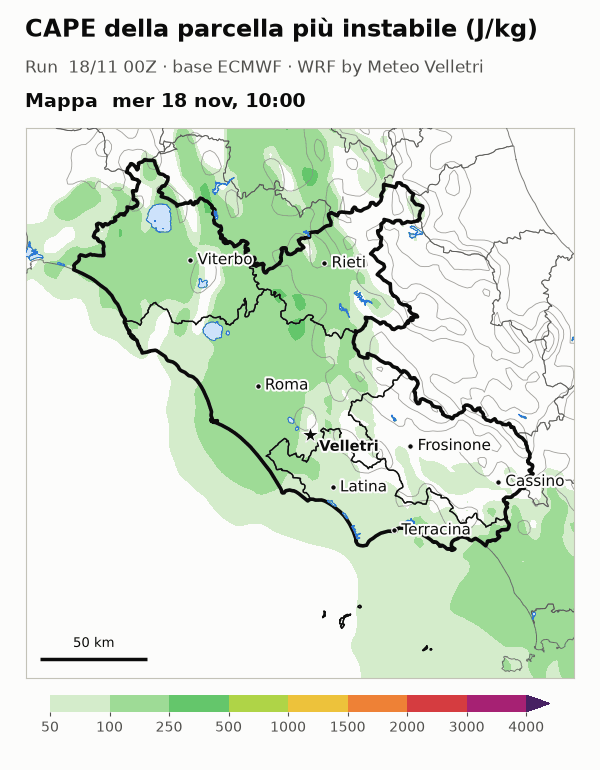 CAPE della parcella più instabile (J/kg)
Run 18/11 00Z · base ECMWF · WRF by Meteo Velletri
Mappa mer 18 nov, 10:00
Viterbo
Rieti
Roma
Velletri
Frosinone
Cassino
Latina
Terracina
50 km
50 100 250 500 1000 1500 2000 3000 4000